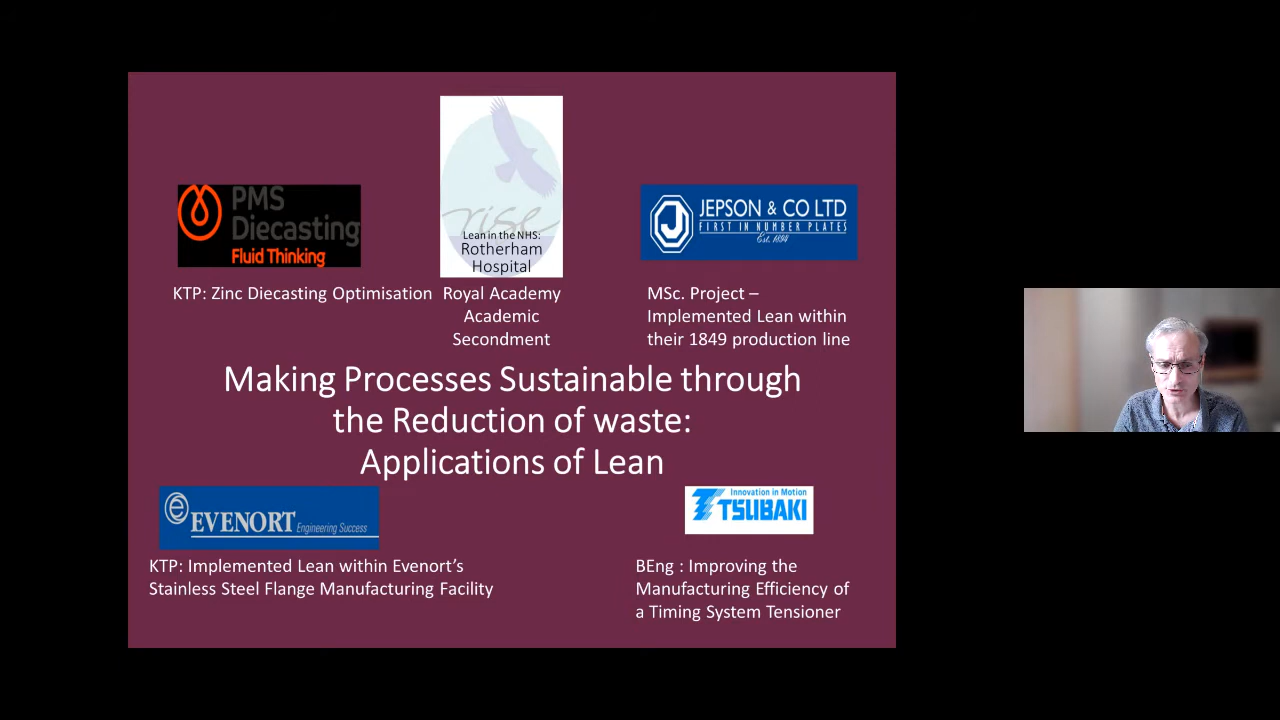 PMS
Diecasting
Fluid Thinking
KTP: Zinc Diecasting Optimisation
rise
Lean in the NHS:
Rotherham
Hospital
Royal Academy
Academic
Secondment
J
JEPSON & CO LTD
FIRST IN NUMBER PLATES
Est. 1894
MSc. Project –
Implemented Lean within
their 1849 production line
Making Processes Sustainable through
the Reduction of waste:
Applications of Lean
e EVENORT Engineering Success
KTP: Implemented Lean within Evenort’s
Stainless Steel Flange Manufacturing Facility
Innovation in Motion
TSUBAKI
BEng : Improving the
Manufacturing Efficiency of
a Timing System Tensioner